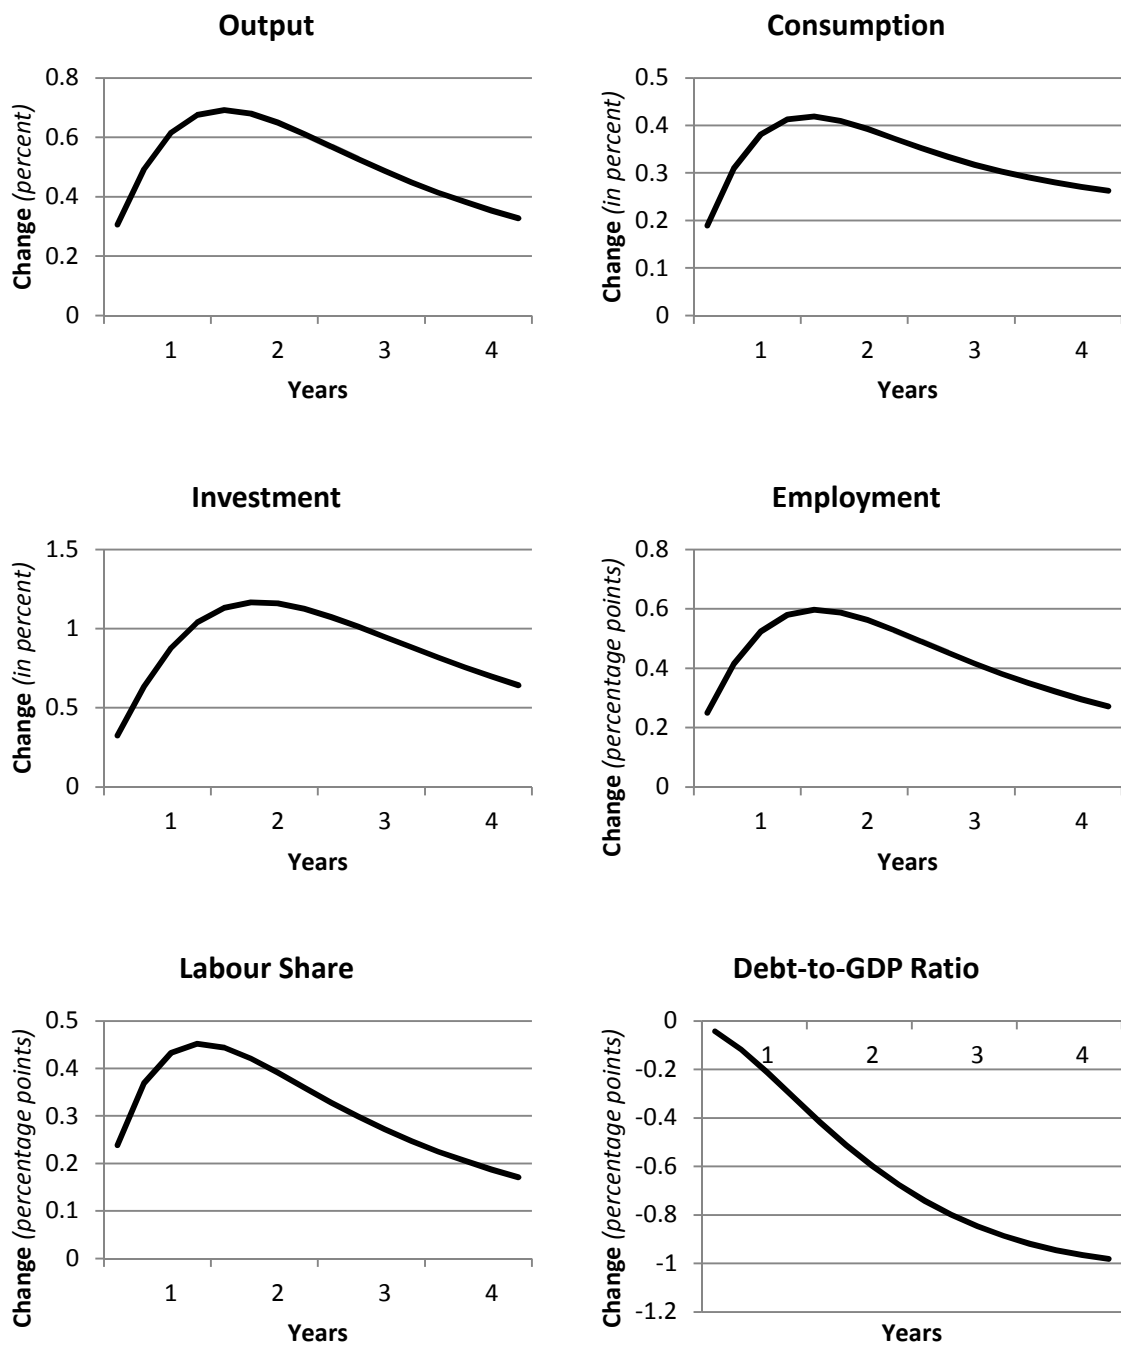 Output
Change (percent)
0.8
0.6
0.4
0.2
0
1 2 3 4
Years
Consumption
Change (in percent)
0.5
0.4
0.3
0.2
0.1
0
1 2 3 4
Years
Investment
Change (in percent)
1.5
1
0.5
0
1 2 3 4
Years
Employment
Change (percentage points)
0.8
0.6
0.4
0.2
0
1 2 3 4
Years
Labour Share
Change (percentage points)
0.5
0.4
0.3
0.2
0.1
0
1 2 3 4
Years
Debt-to-GDP Ratio
Change (percentage points)
0
1 2 3 4
-0.2
-0.4
-0.6
-0.8
-1
-1.2
Years